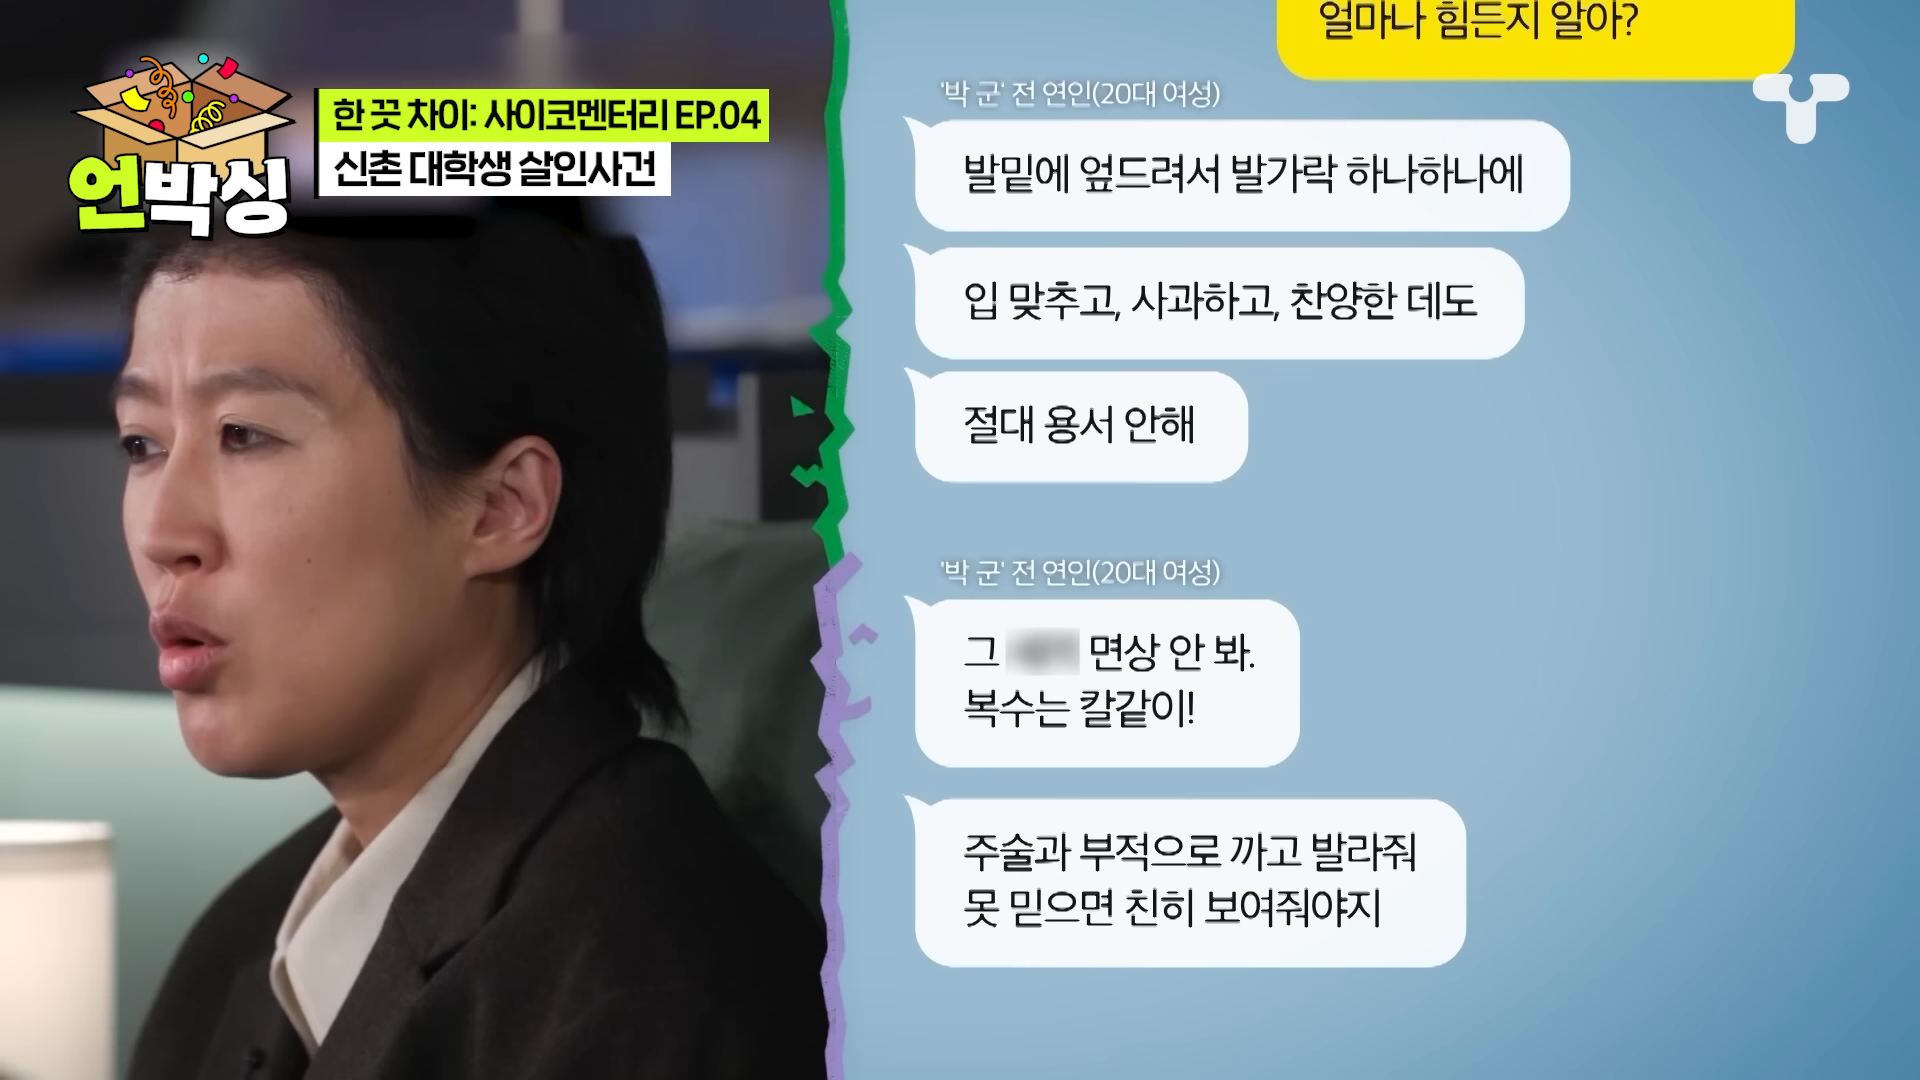 언박싱
한 끗 차이: 사이코멘터리 EP.04
신촌 대학생 살인사건
얼마나 힘든지 알아?
'박 군' 전 연인(20대 여성)
발밑에 엎드려서 발가락 하나하나에
입 맞추고, 사과하고, 찬양한 데도
절대 용서 안해
'박 군' 전 연인(20대 여성)
그 면상 안 봐.
복수는 칼같이!
주술과 부적으로 까고 발라줘
못 믿으면 친히 보여줘야지